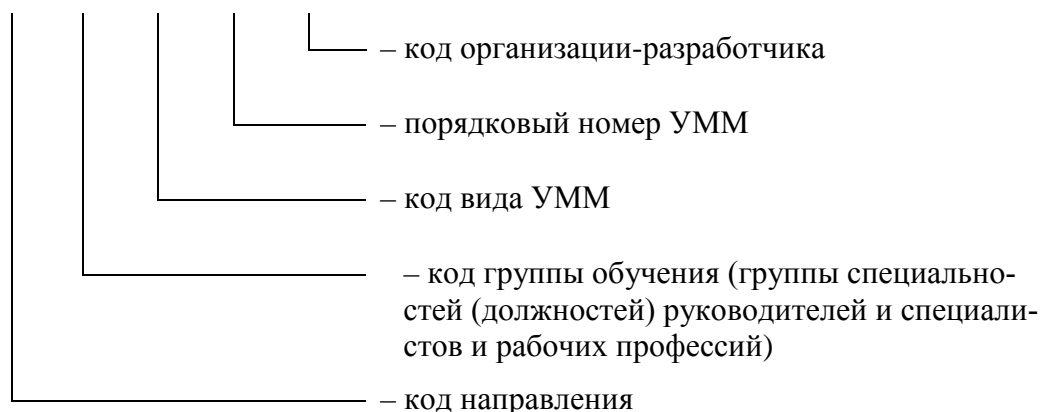 – код организации-разработчика
– порядковый номер УММ
– код вида УММ
– код группы обучения (группы специально-
стей (должностей) руководителей и специали-
стов и рабочих профессий)
– код направления